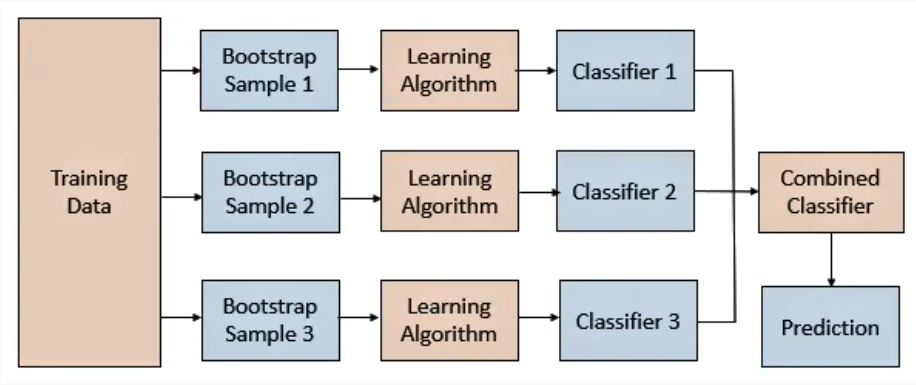 Training
Data
Bootstrap
Sample 1
Learning
Algorithm
Classifier 1
Bootstrap
Sample 2
Learning
Algorithm
Classifier 2
Bootstrap
Sample 3
Learning
Algorithm
Classifier 3
Combined
Classifier
Prediction